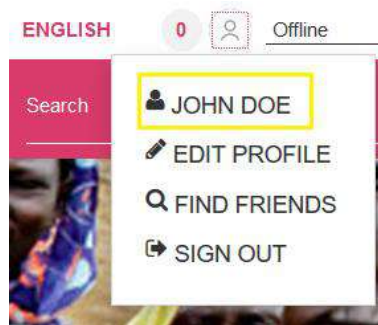 ENGLISH 0 Offline
Search
JOHN DOE
EDIT PROFILE
FIND FRIENDS
SIGN OUT